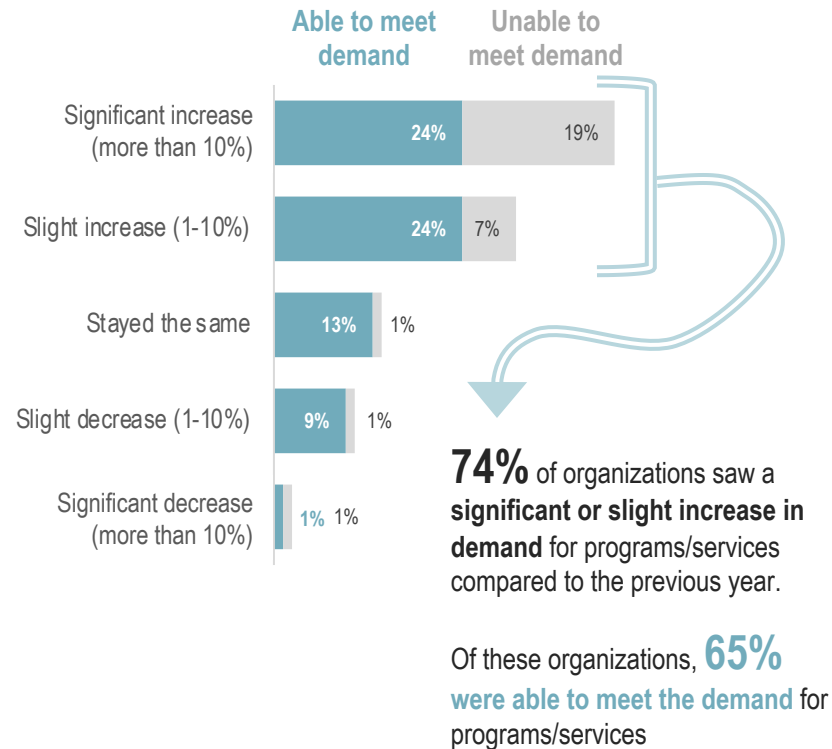 Able to meet
demand
Unable to
meet demand
Significant increase
(more than 10%)
24%
19%
Slight increase (1-10%)
24%
7%
Stayed the same
13%
1%
Slight decrease (1-10%)
9%
1%
Significant decrease
(more than 10%)
1%
1%
74% of organizations saw a
significant or slight increase in
demand for programs/services
compared to the previous year.
Of these organizations, 65%
were able to meet the demand for
programs/services